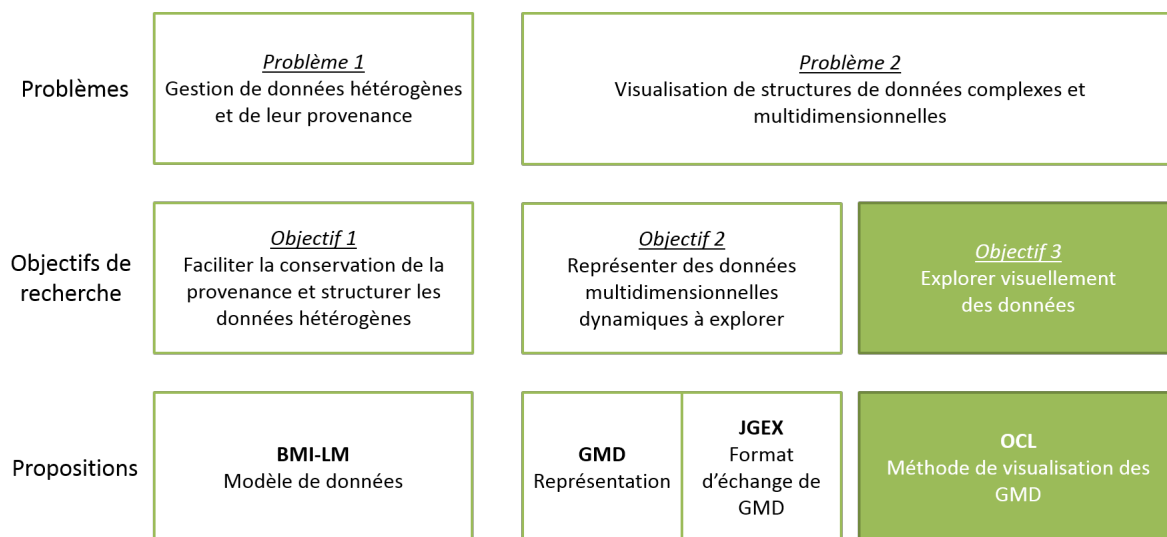 Problèmes
Problème 1
Gestion de données hétérogènes
et de leur provenance
Problème 2
Visualisation de structures de données complexes et
multidimensionnelles
Objectifs de
recherche
Objectif 1
Faciliter la conservation de la
provenance et structurer les
données hétérogènes
Objectif 2
Représenter des données
multidimensionnelles
dynamiques à explorer
Objectif 3
Explorer visuellement
des données
Propositions
BMI-LM
Modèle de données
GMD
Représentation
JGEX
Format
d'échange de
GMD
OCL
Méthode de visualisation des
GMD